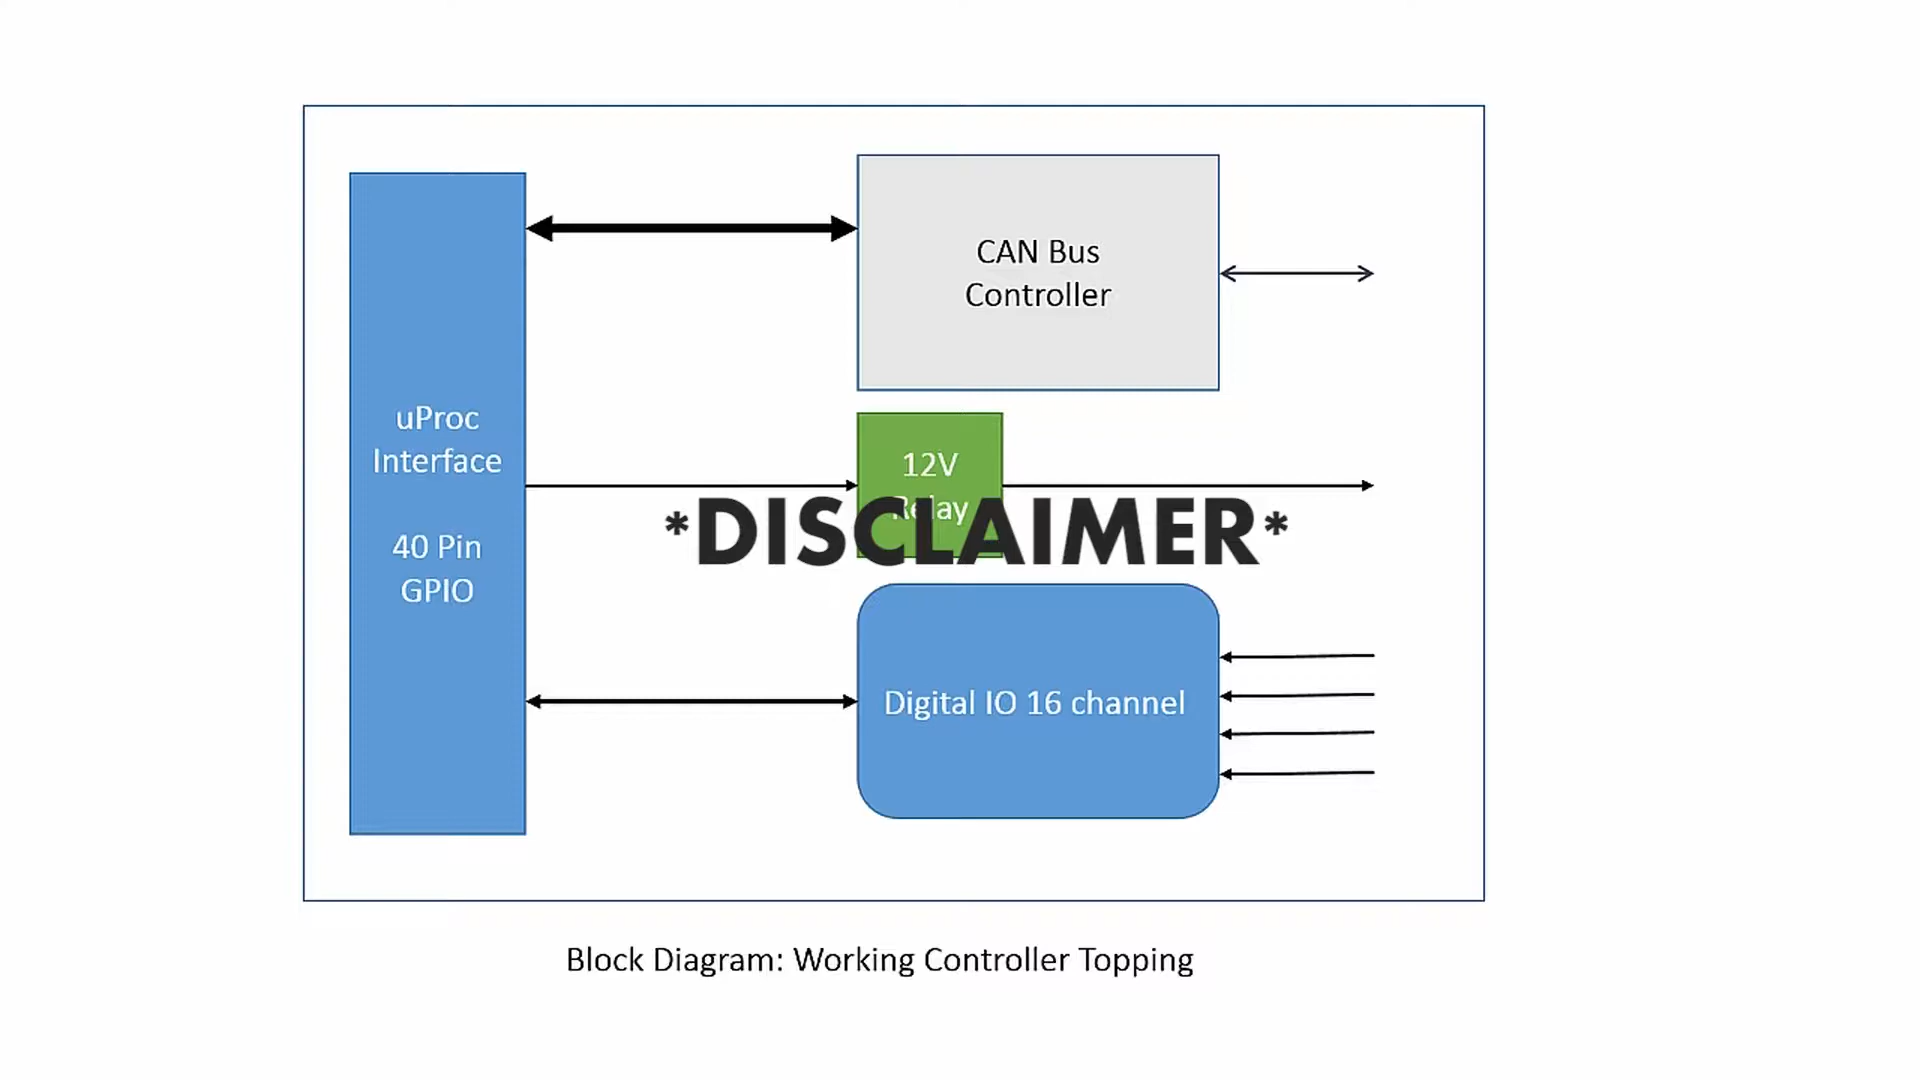 CAN Bus
Controller
uProc
Interface
40 Pin
GPIO
12V
Relay
*DISCLAIMER*
Digital IO 16 channel
Block Diagram: Working Controller Topping